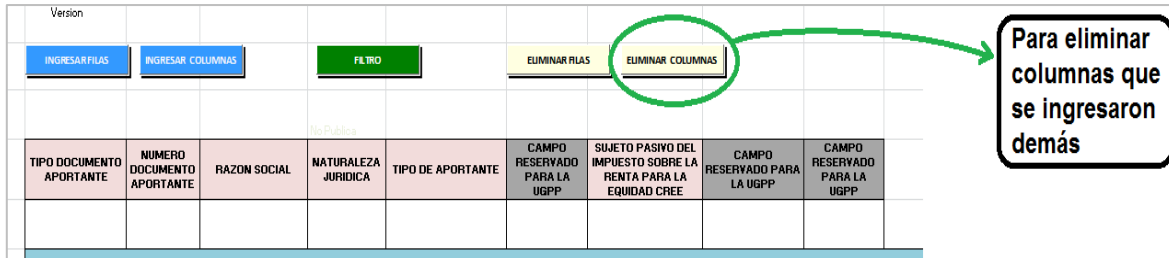 Version
INGRESAR FILAS
INGRESAR COLUMNAS
FILTRO
ELIMINAR FILAS
ELIMINAR COLUMNAS
Para eliminar
columnas que
se ingresaron
demás
No Publica
TIPO DOCUMENTO
APORTANTE
NUMERO
DOCUMENTO
APORTANTE
RAZON SOCIAL
NATURALEZA
JURIDICA
TIPO DE APORTANTE
CAMPO
RESERVADO
PARA LA
UGPP
SUJETO PASIVO DEL
IMPUESTO SOBRE LA
RENTA PARA LA
EQUIDAD CREE
CAMPO
RESERVADO PARA
LA UGPP
CAMPO
RESERVADO
PARA LA
UGPP